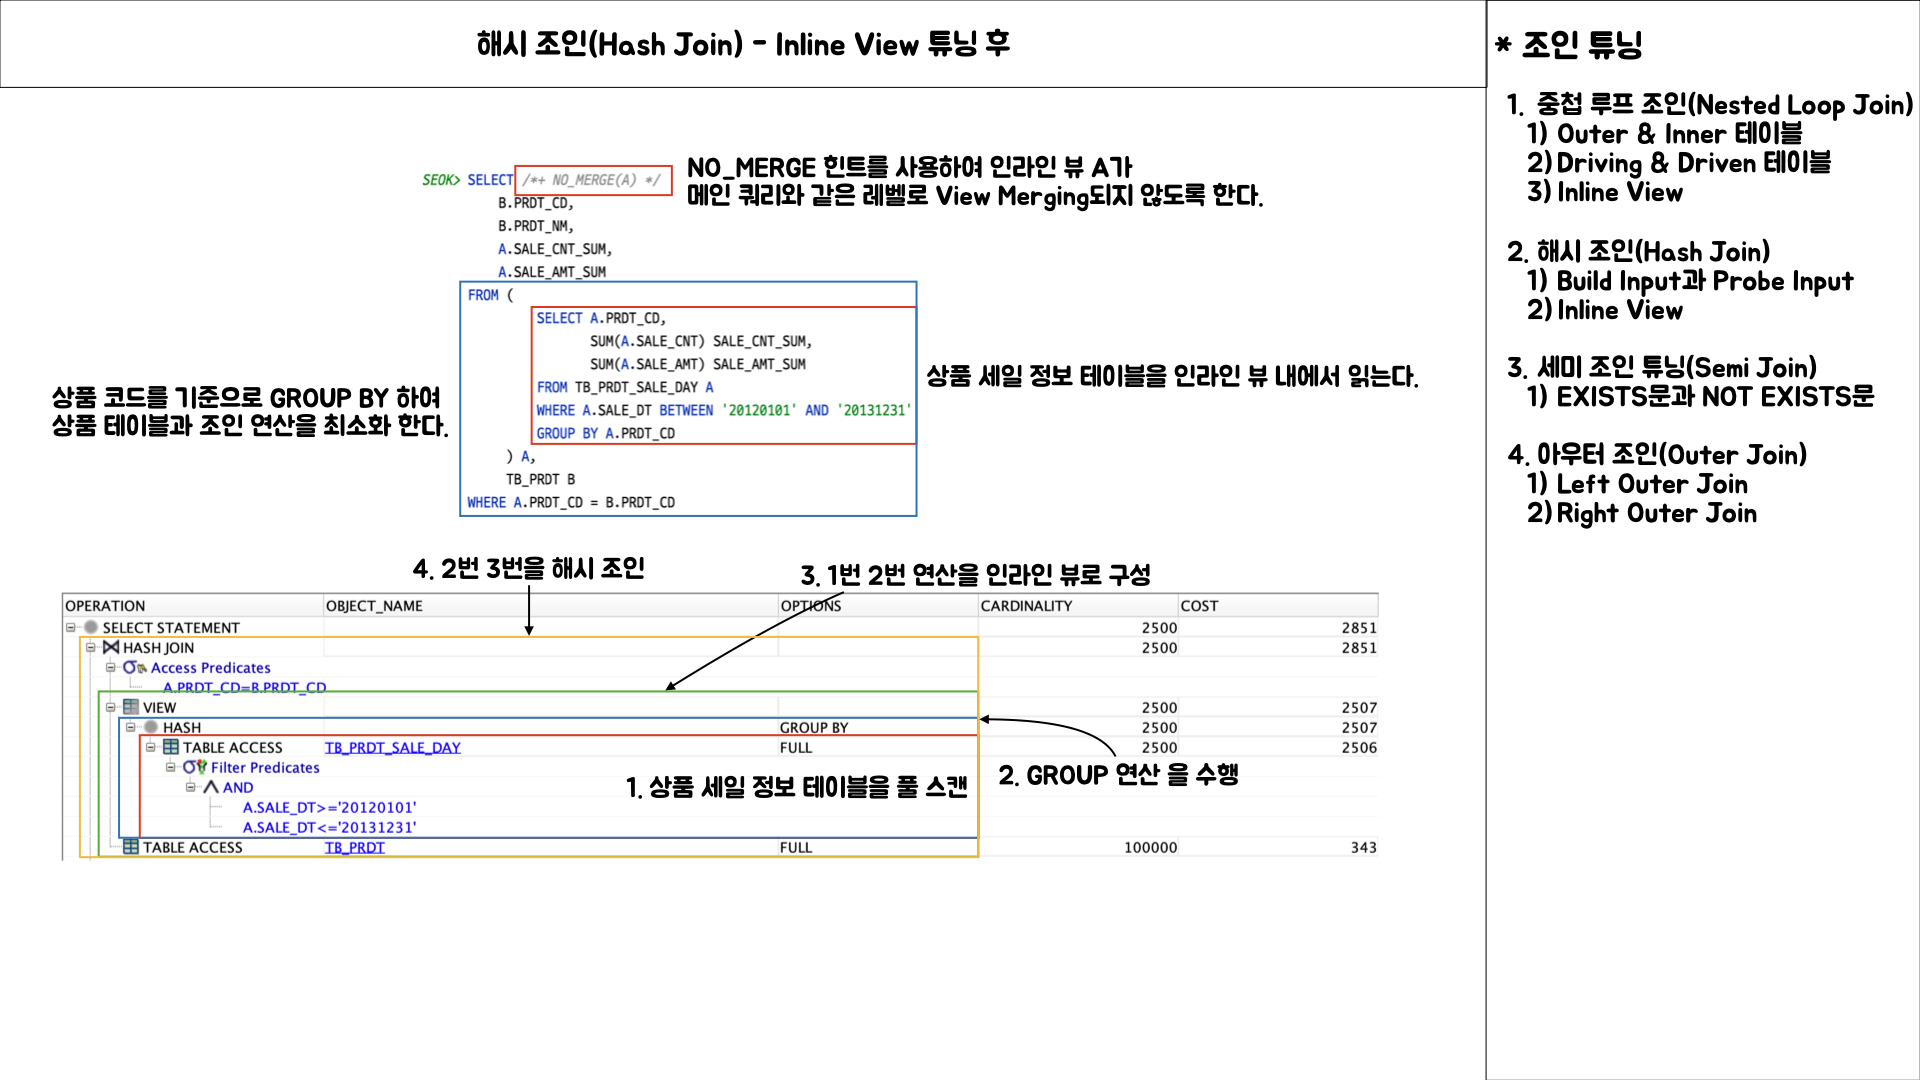 해시 조인(Hash Join) - Inline View 튜닝 후
SEOK> SELECT /*+ NO_MERGE(A) */
B.PRDT_CD,
B.PRDT_NM,
A.SALE_CNT_SUM,
A.SALE_AMT_SUM
FROM (
SELECT A.PRDT_CD,
SUM(A.SALE_CNT) SALE_CNT_SUM,
SUM(A.SALE_AMT) SALE_AMT_SUM
FROM TB_PRDT_SALE_DAY A
WHERE A.SALE_DT BETWEEN '20120101' AND '20131231'
GROUP BY A.PRDT_CD
) A,
TB_PRDT B
WHERE A.PRDT_CD = B.PRDT_CD
NO_MERGE 힌트를 사용하여 인라인 뷰 A가
메인 쿼리와 같은 레벨로 View Merging되지 않도록 한다.
상품 세일 정보 테이블을 인라인 뷰 내에서 읽는다.
상품 코드를 기준으로 GROUP BY 하여
상품 테이블과 조인 연산을 최소화 한다.
4. 2번 3번을 해시 조인
3. 1번 2번 연산을 인라인 뷰로 구성
OPERATION OBJECT_NAME OPTIONS CARDINALITY COST
SELECT STATEMENT 2500 2851
HASH JOIN 2500 2851
Access Predicates
A.PRDT_CD=B.PRDT_CD
VIEW 2500 2507
HASH GROUP BY 2500 2507
TABLE ACCESS TB_PRDT_SALE_DAY FULL 2500 2506
Filter Predicates
AND
A.SALE_DT>='20120101'
A.SALE_DT<='20131231'
TABLE ACCESS TB_PRDT FULL 100000 343
1. 상품 세일 정보 테이블을 풀 스캔
2. GROUP 연산 을 수행
* 조인 튜닝
1. 중첩 루프 조인(Nested Loop Join)
1) Outer & Inner 테이블
2) Driving & Driven 테이블
3) Inline View
2. 해시 조인(Hash Join)
1) Build Input과 Probe Input
2) Inline View
3. 세미 조인 튜닝(Semi Join)
1) EXISTS문과 NOT EXISTS문
4. 아우터 조인(Outer Join)
1) Left Outer Join
2) Right Outer Join